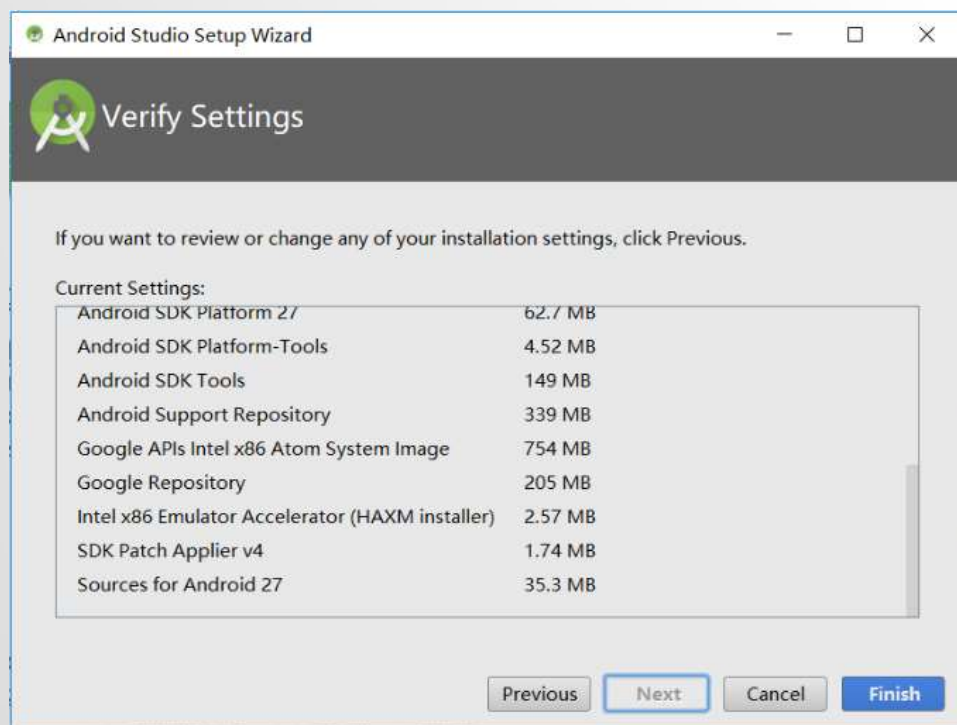 Android Studio Setup Wizard
Verify Settings
If you want to review or change any of your installation settings, click Previous.
Current Settings:
Android SDK Platform 27 62.7 MB
Android SDK Platform-Tools 4.52 MB
Android SDK Tools 149 MB
Android Support Repository 339 MB
Google APIs Intel x86 Atom System Image 754 MB
Google Repository 205 MB
Intel x86 Emulator Accelerator (HAXM installer) 2.57 MB
SDK Patch Applier v4 1.74 MB
Sources for Android 27 35.3 MB
Previous Next Cancel Finish